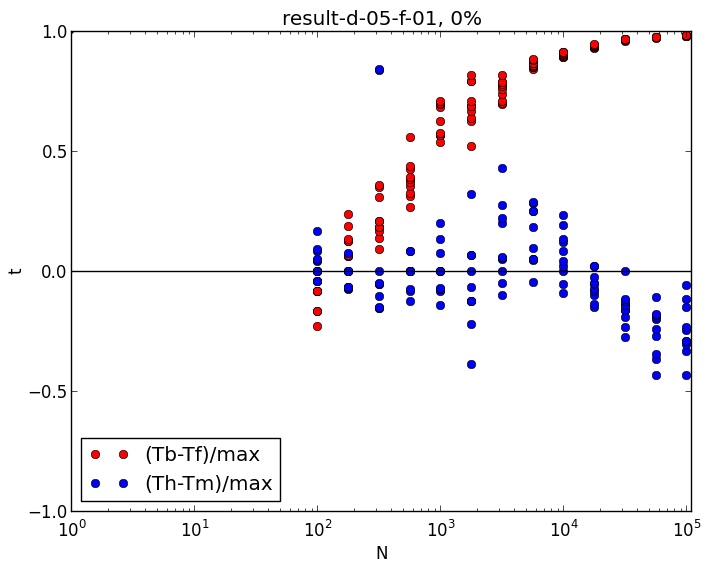 result-d-05-f-01, 0%
1.0
0.5
t
0.0
−0.5
−1.0
(Tb-Tf)/max
(Th-Tm)/max
10^0 10^1 10^2 10^3 10^4 10^5
N